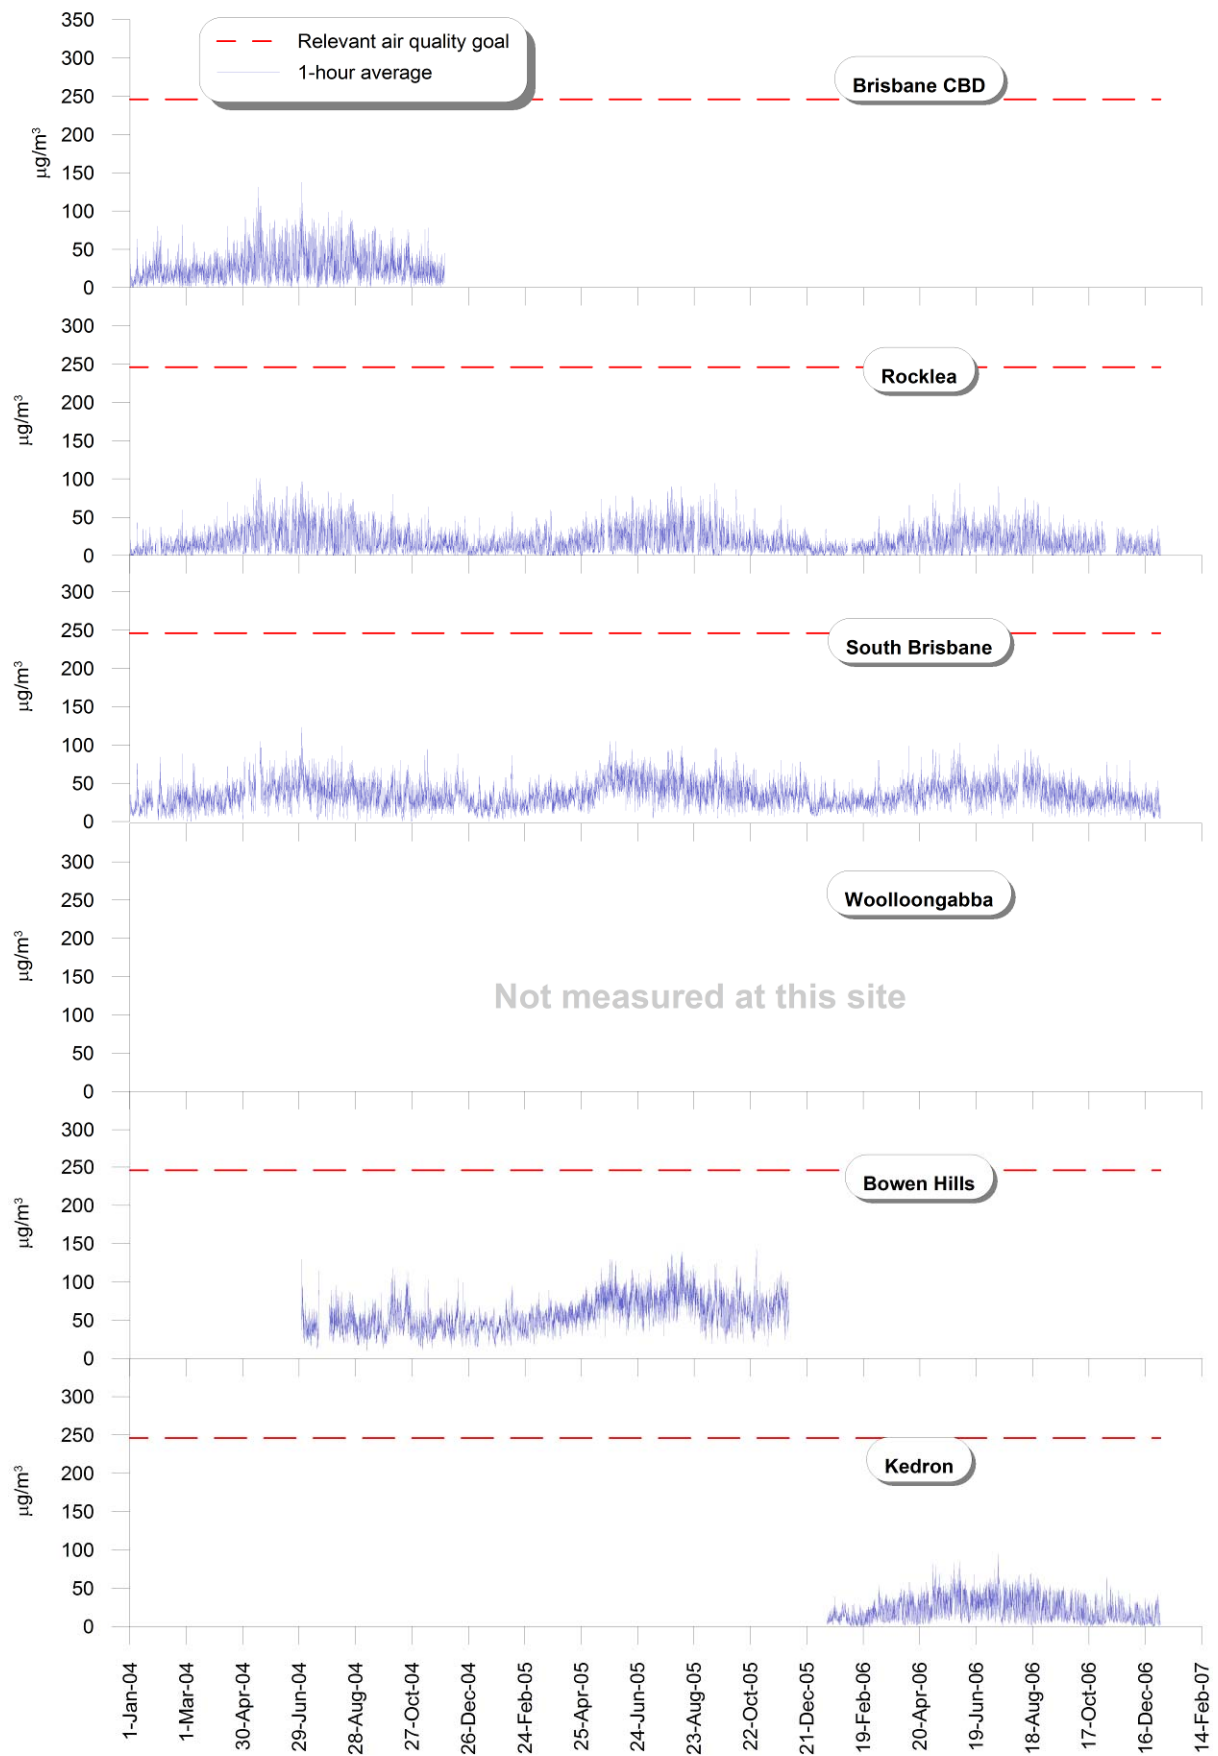 350
300
250
200
150
100
50
0
µg/m³
Relevant air quality goal
1-hour average
Brisbane CBD
300
250
200
150
100
50
0
µg/m³
Rocklea
300
250
200
150
100
50
0
µg/m³
South Brisbane
300
250
200
150
100
50
0
µg/m³
Woolloongabba
Not measured at this site
300
250
200
150
100
50
0
µg/m³
Bowen Hills
300
250
200
150
100
50
0
µg/m³
Kedron
1-Jan-04
1-Mar-04
30-Apr-04
29-Jun-04
28-Aug-04
27-Oct-04
26-Dec-04
24-Feb-05
25-Apr-05
24-Jun-05
23-Aug-05
22-Oct-05
21-Dec-05
19-Feb-06
20-Apr-06
19-Jun-06
18-Aug-06
17-Oct-06
16-Dec-06
14-Feb-07